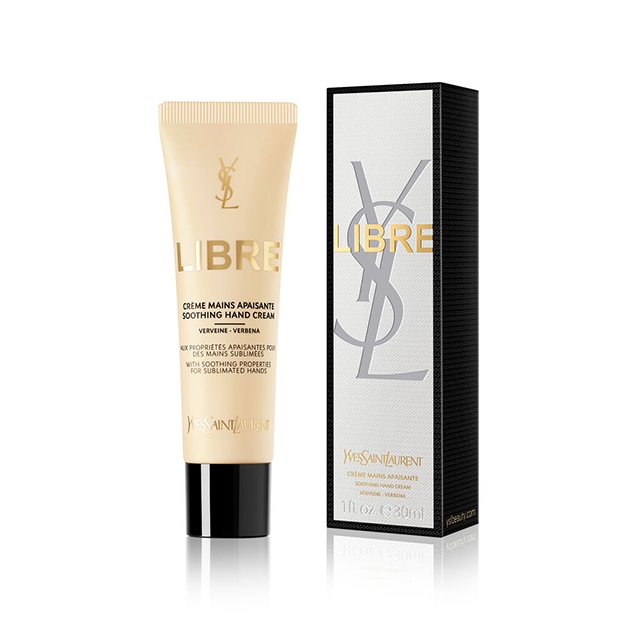 YSL
LIBRE
CRÈME MAINS APAISANTE
SOOTHING HAND CREAM
VERVEINE - VERBENA
AUX PROPRIÉTÉS APAISANTES POUR
DES MAINS SUBLIMÉES
WITH SOOTHING PROPERTIES
FOR SUBLIMATED HANDS
YVESSAINTLAURENT
YSL
LIBRE
YVESSAINTLAURENT
CRÈME MAINS APAISANTE
SOOTHING HAND CREAM
VERVEINE - VERBENA
1fl.oz e 30ml
yslbeauty.com